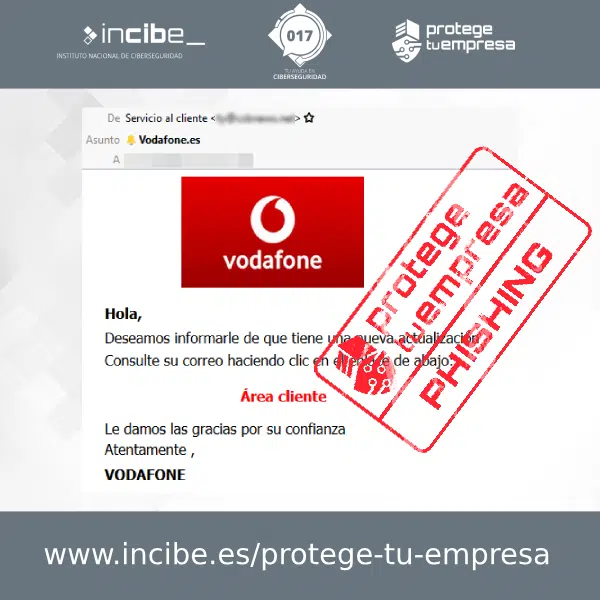 incibe_
INSTITUTO NACIONAL DE CIBERSEGURIDAD
017
TU AYUDA EN
CIBERSEGURIDAD
protege
tuempresa
De Servicio al cliente <
> 
Asunto Vodafone.es
A
vodafone
Hola,
Deseamos informarle de que tiene una nueva actualización.
Consulte su correo haciendo clic en el enlace de abajo:
Área cliente
Le damos las gracias por su confianza
Atentamente ,
VODAFONE
protege
tuempresa
PHISHING
www.incibe.es/protege-tu-empresa